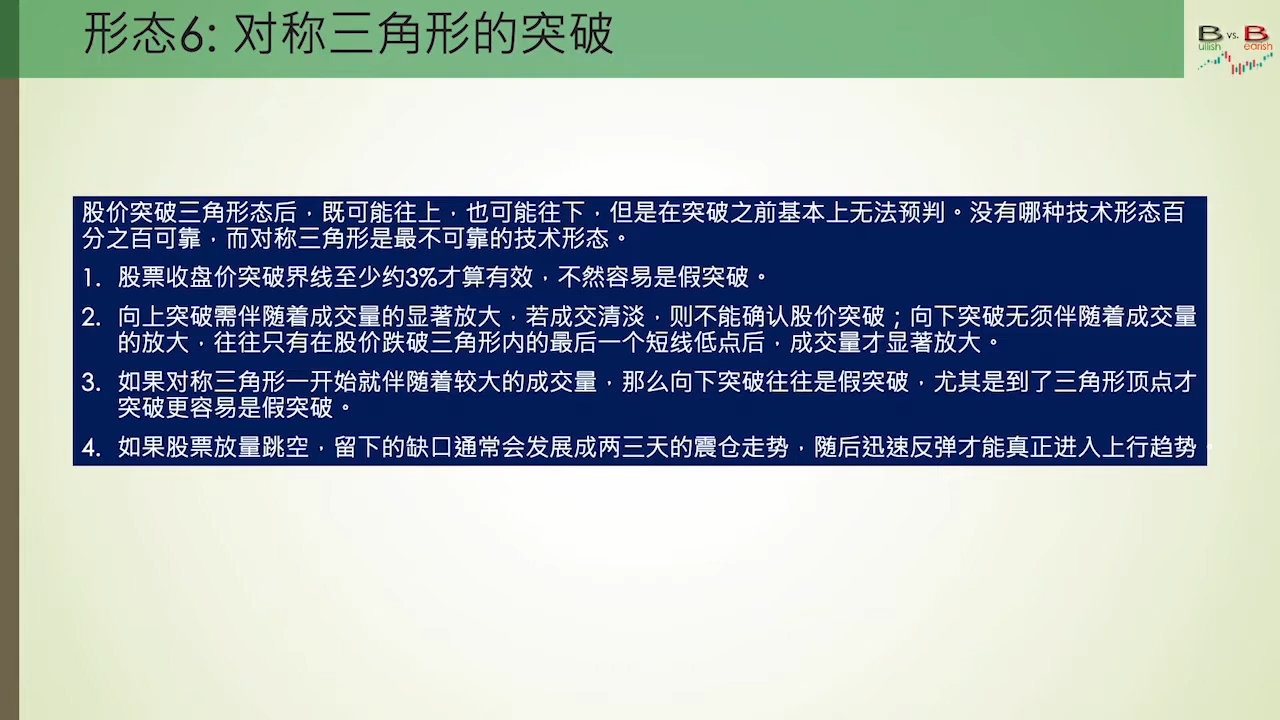 形态6: 对称三角形的突破
B vs. B
ullish earish
股价突破三角形态后，既可能往上，也可能往下，但是在突破之前基本上无法预判。没有哪种技术形态百
分之百可靠，而对称三角形是最不可靠的技术形态。
1. 股票收盘价突破界线至少约3%才算有效，不然容易是假突破。
2. 向上突破需伴随着成交量的显著放大，若成交清淡，则不能确认股价突破；向下突破无须伴随着成交量
的放大，往往只有在股价跌破三角形内的最后一个短线低点后，成交量才显著放大。
3. 如果对称三角形一开始就伴随着较大的成交量，那么向下突破往往是假突破，尤其是到了三角形顶点才
突破更容易是假突破。
4. 如果股票放量跳空，留下的缺口通常会发展成两三天的震仓走势，随后迅速反弹才能真正进入上行趋势。